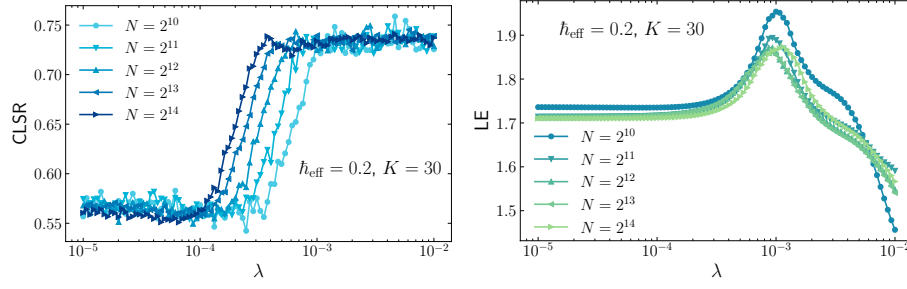 0.75
0.70
0.65
0.60
0.55
CLSR
N = 2^10
N = 2^11
N = 2^12
N = 2^13
N = 2^14
ℏ_eff = 0.2, K = 30
10^−5
10^−4
10^−3
10^−2
λ
1.9
1.8
1.7
1.6
1.5
LE
ℏ_eff = 0.2, K = 30
N = 2^10
N = 2^11
N = 2^12
N = 2^13
N = 2^14
10^−5
10^−4
10^−3
10^−2
λ